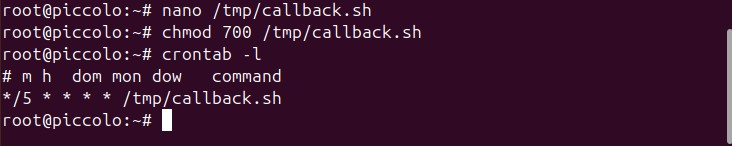 root@piccolo:~# nano /tmp/callback.sh
root@piccolo:~# chmod 700 /tmp/callback.sh
root@piccolo:~# crontab -l
# m h  dom mon dow   command
*/5 * * * * /tmp/callback.sh
root@piccolo:~#